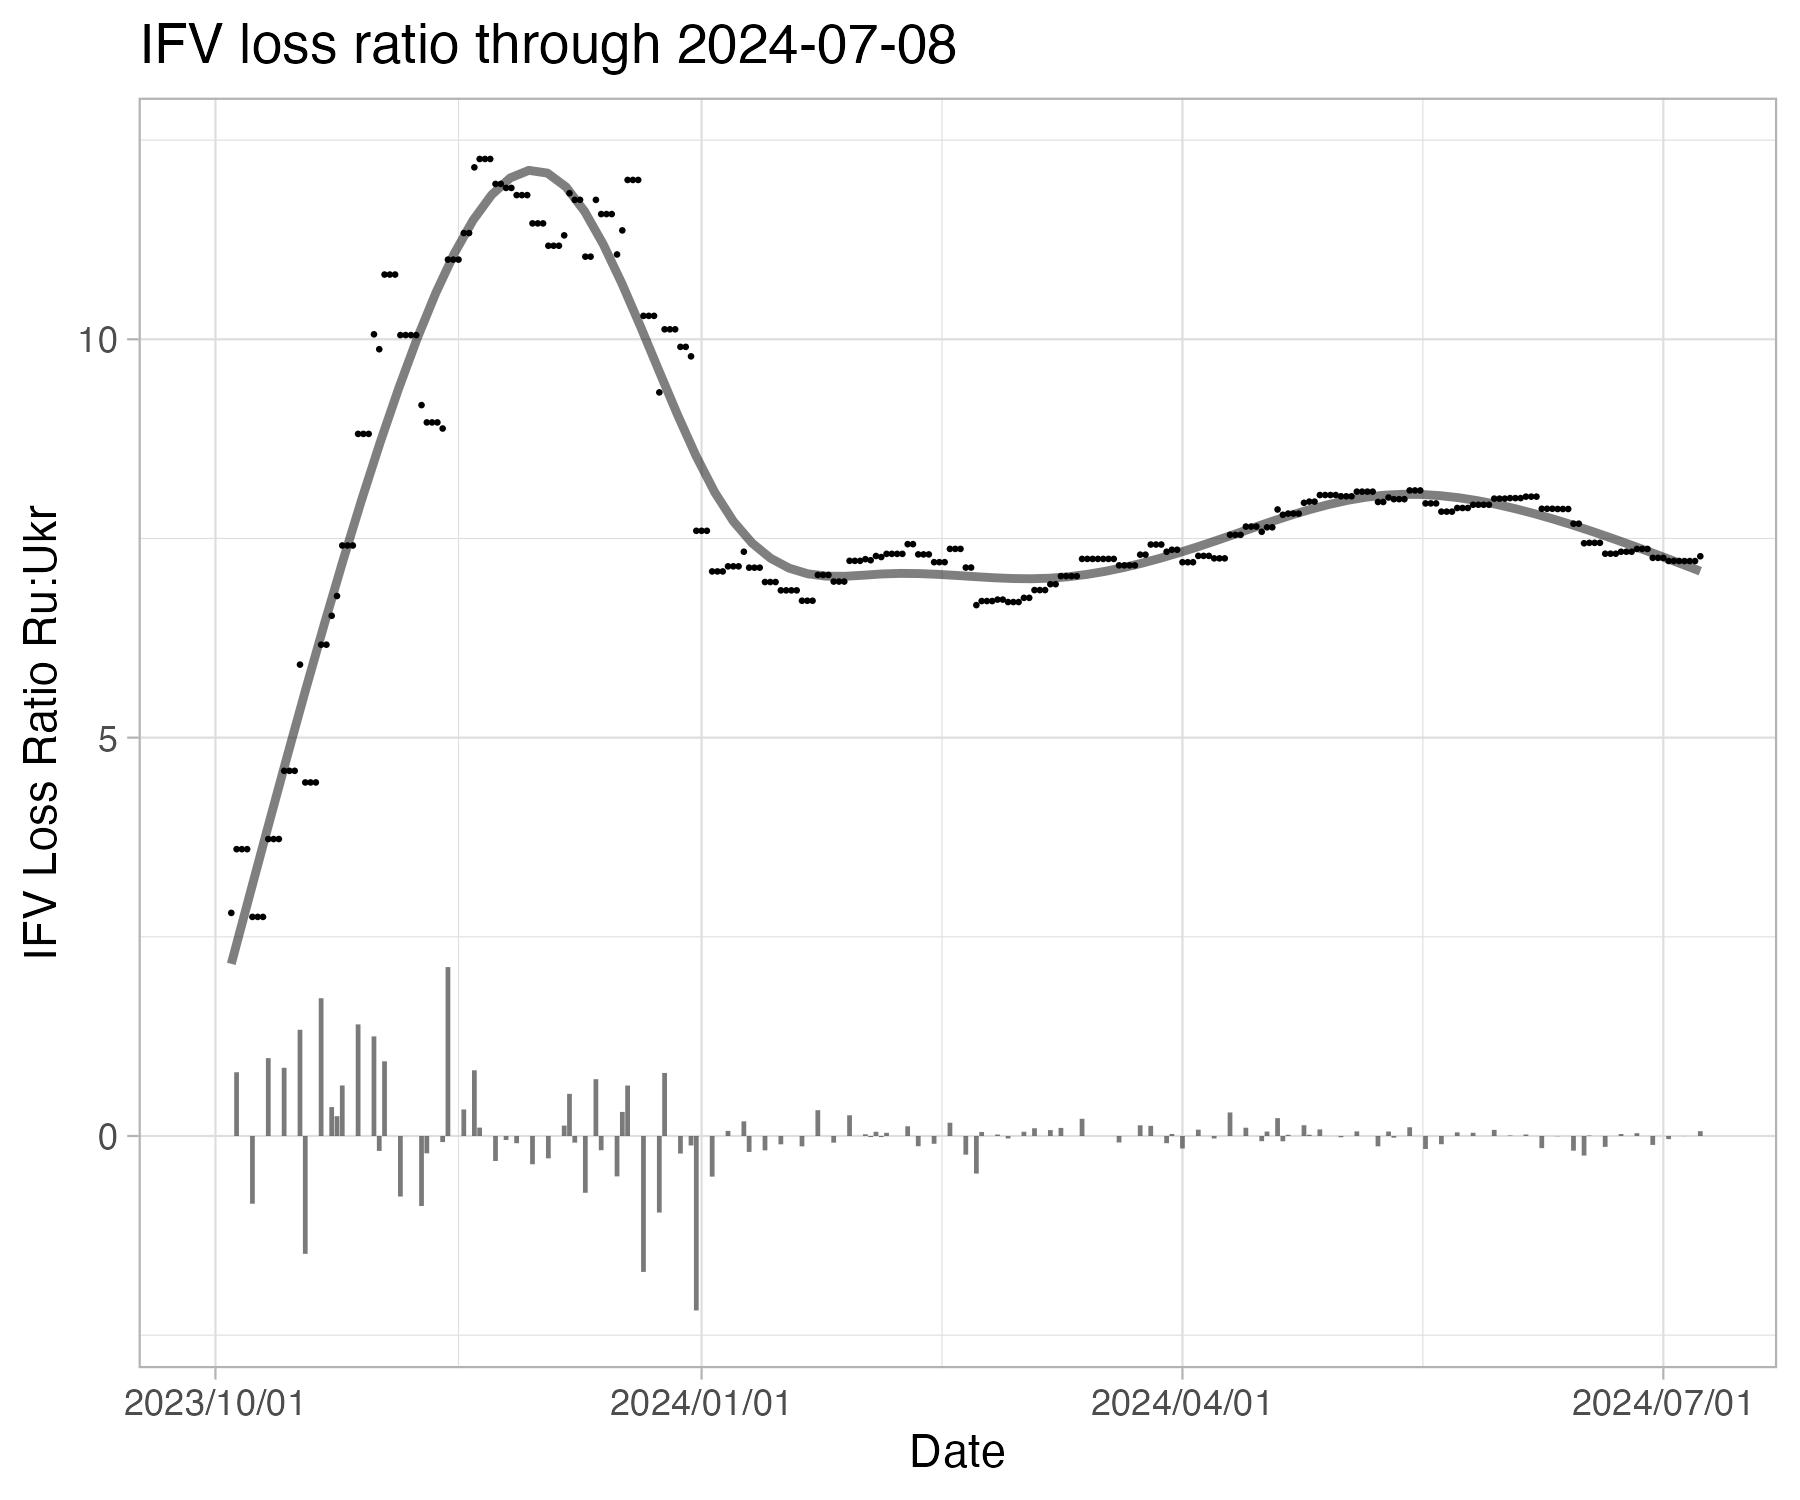 IFV loss ratio through 2024-07-08
IFV Loss Ratio Ru:Ukr
10
5
0
2023/10/01
2024/01/01
2024/04/01
2024/07/01
Date